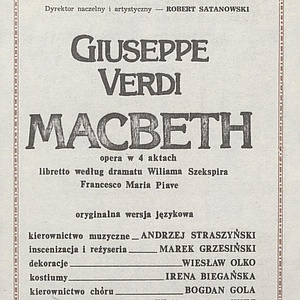 Dyrektor naczelny i artystyczny — ROBERT SATANOWSKI
GIUSEPPE
VERDI
MACBETH
opera w 4 aktach
libretto według dramatu Wiliama Szekspira
Francesco Maria Piave
oryginalna wersja językowa
kierownictwo muzyczne — ANDRZEJ STRASZYŃSKI
inscenizacja i reżyseria — MAREK GRZESIŃSKI
dekoracje — WIESŁAW OLKO
kostiumy — IRENA BIEGAŃSKA
kierownictwo chóru — BOGDAN GOLA